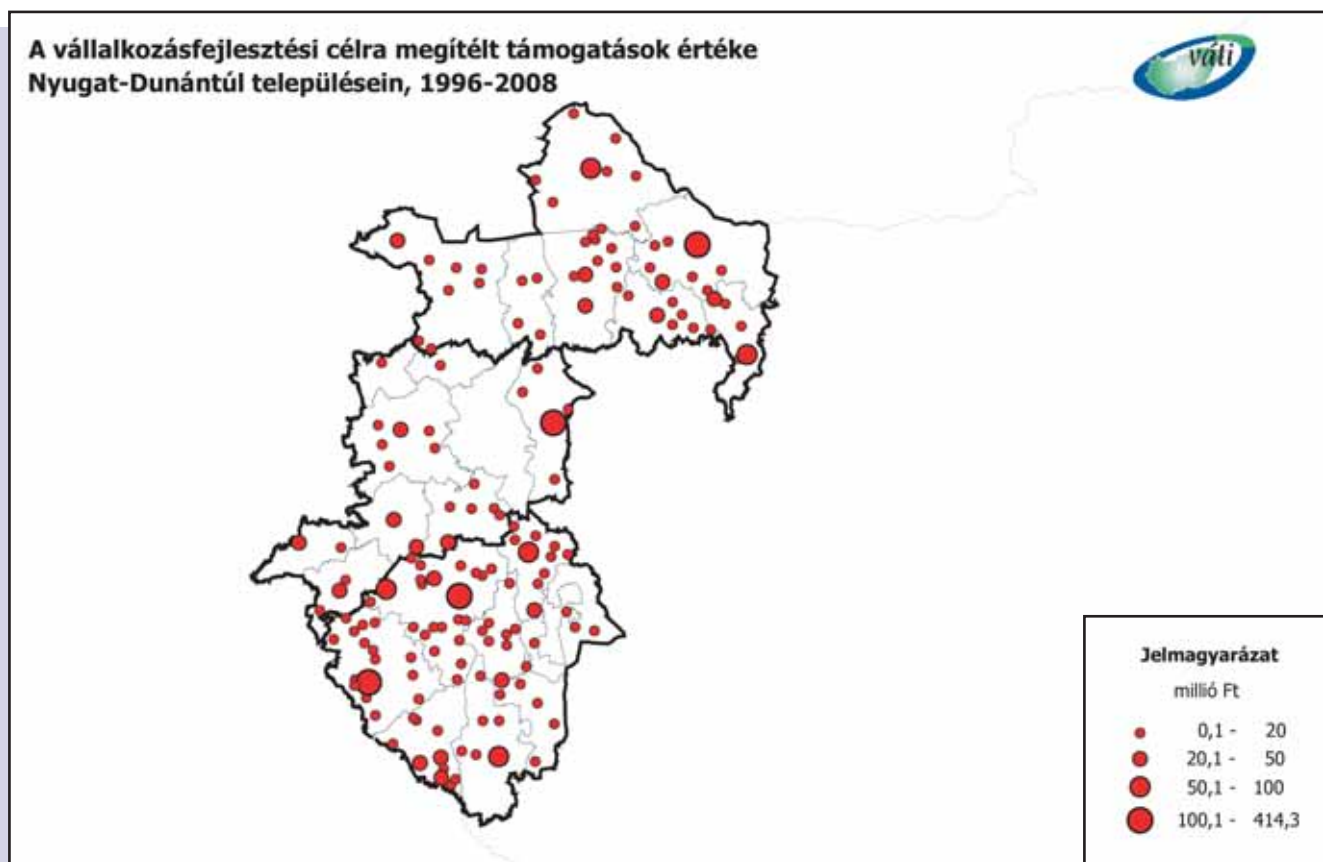 A vállalkozásfejlesztési célra megítélt támogatások értéke
Nyugat-Dunántúl településein, 1996-2008
váti
Jelmagyarázat
millió Ft
0,1 - 20
20,1 - 50
50,1 - 100
100,1 - 414,3